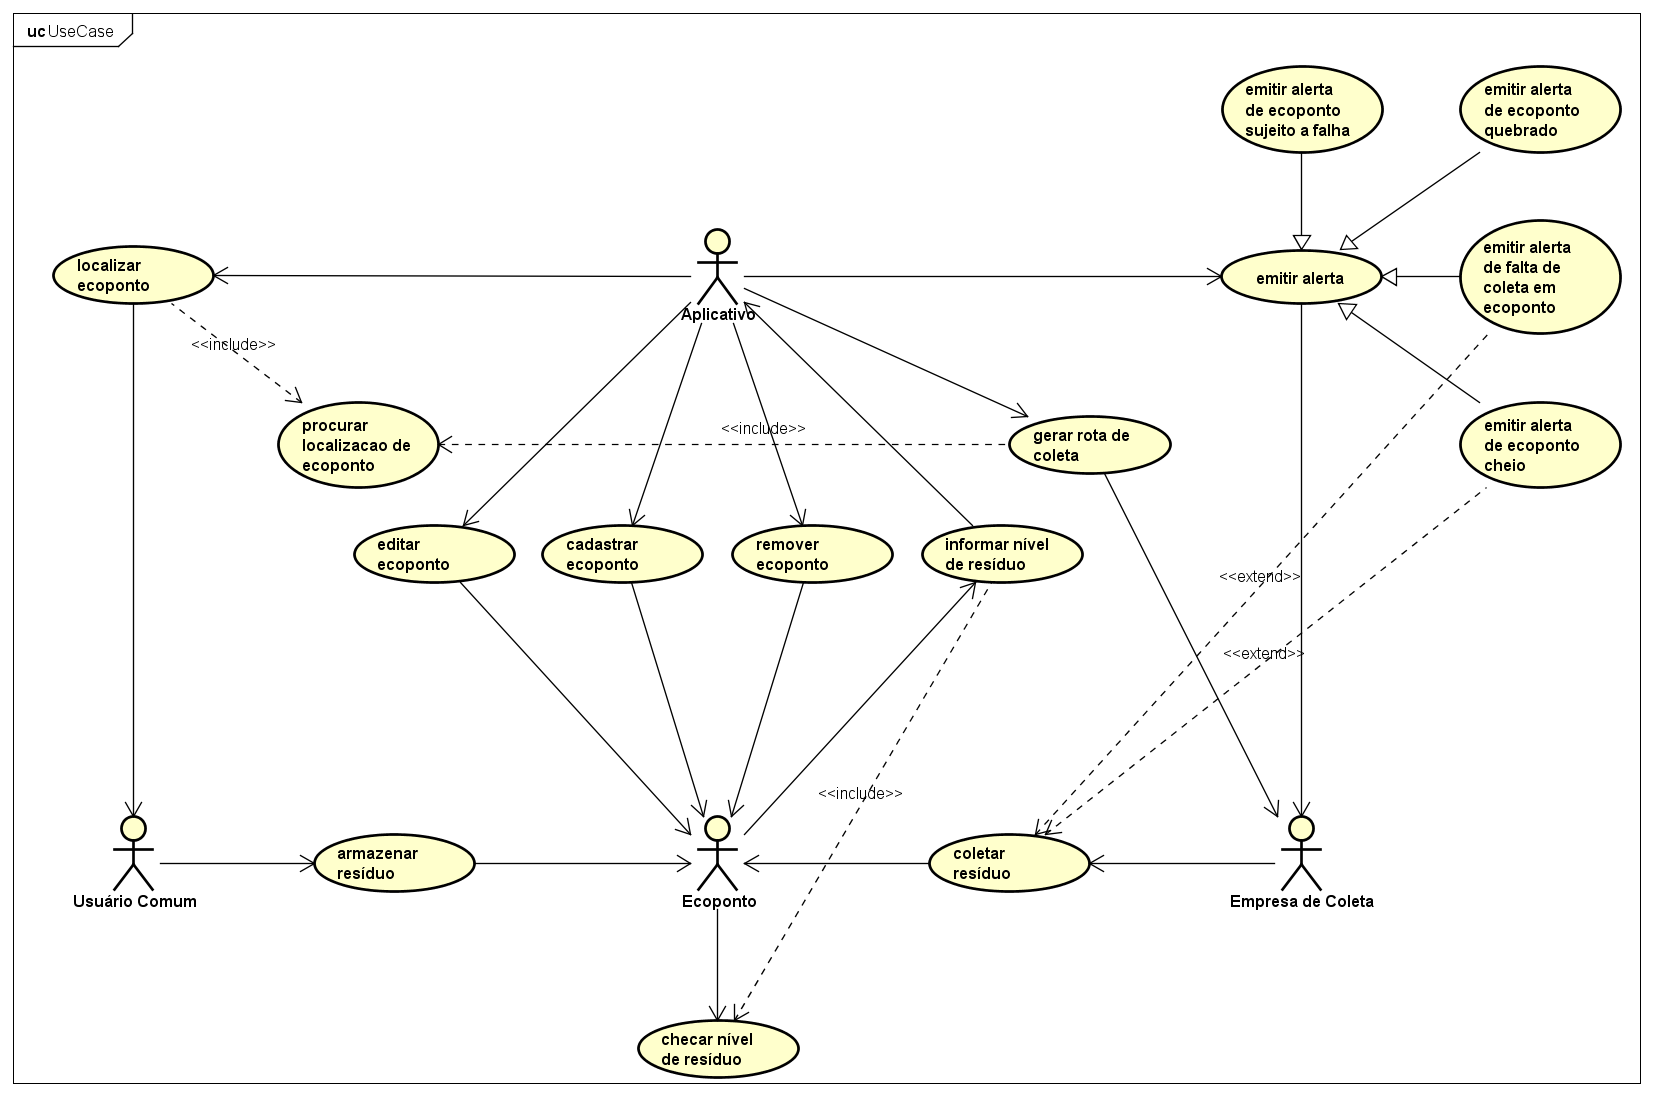 uc UseCase
emitir alerta
de ecoponto
sujeito a falha
emitir alerta
de ecoponto
quebrado
localizar
ecoponto
Aplicativo
emitir alerta
emitir alerta
de falta de
coleta em
ecoponto
<<include>>
procurar
localizacao de
ecoponto
<<include>>
gerar rota de
coleta
emitir alerta
de ecoponto
cheio
editar
ecoponto
cadastrar
ecoponto
remover
ecoponto
informar nível
de resíduo
<<extend>>
<<extend>>
<<include>>
Usuário Comum
armazenar
resíduo
Ecoponto
coletar
resíduo
Empresa de Coleta
checar nível
de resíduo